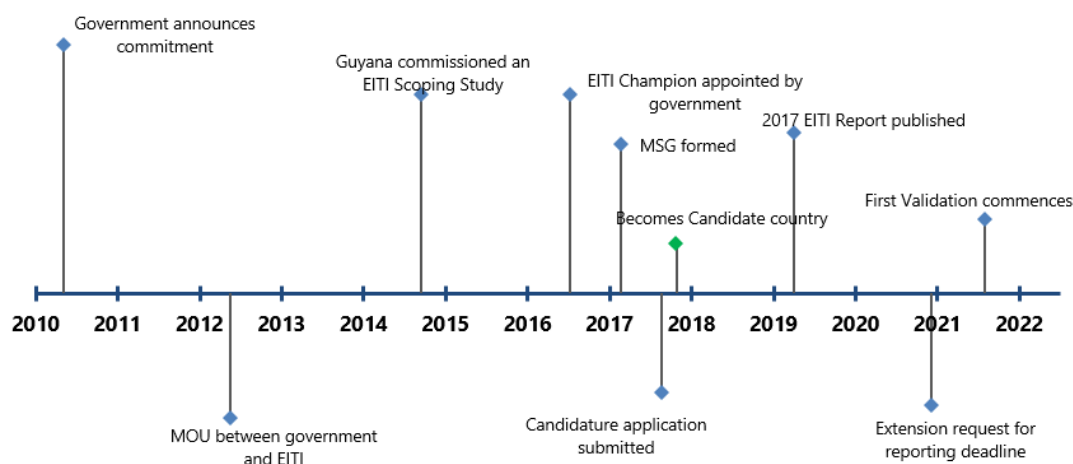 Government announces
commitment
Guyana commissioned an
EITI Scoping Study
EITI Champion appointed by
government
2017 EITI Report published
MSG formed
First Validation commences
Becomes Candidate country
2010 2011 2012 2013 2014 2015 2016 2017 2018 2019 2020 2021 2022
MOU between government
and EITI
Candidature application
submitted
Extension request for
reporting deadline